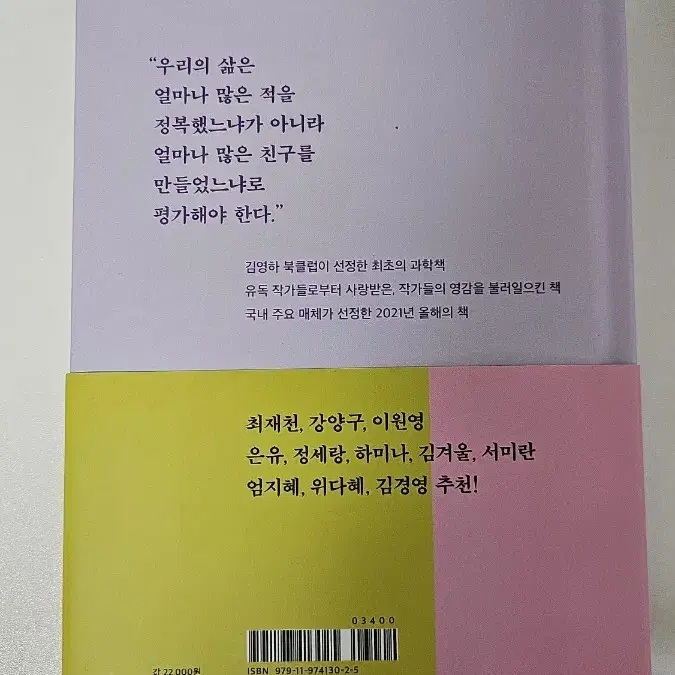 “우리의 삶은
얼마나 많은 적을
정복했느냐가 아니라
얼마나 많은 친구를
만들었느냐로
평가해야 한다.”
김영하 북클럽이 선정한 최초의 과학책
유독 작가들로부터 사랑받은, 작가들의 영감을 불러일으킨 책
국내 주요 매체가 선정한 2021년 올해의 책
최재천, 강양구, 이원영
은유, 정세랑, 하미나, 김겨울, 서미란
엄지혜, 위다혜, 김경영 추천!
03400
값 22,000원
ISBN 979-11-974130-2-5